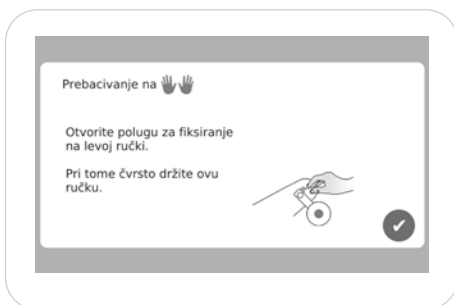 Prebacivanje na
Otvorite polugu za fiksiranje
na levoj ručki.
Pri tome čvrsto držite ovu
ručku.